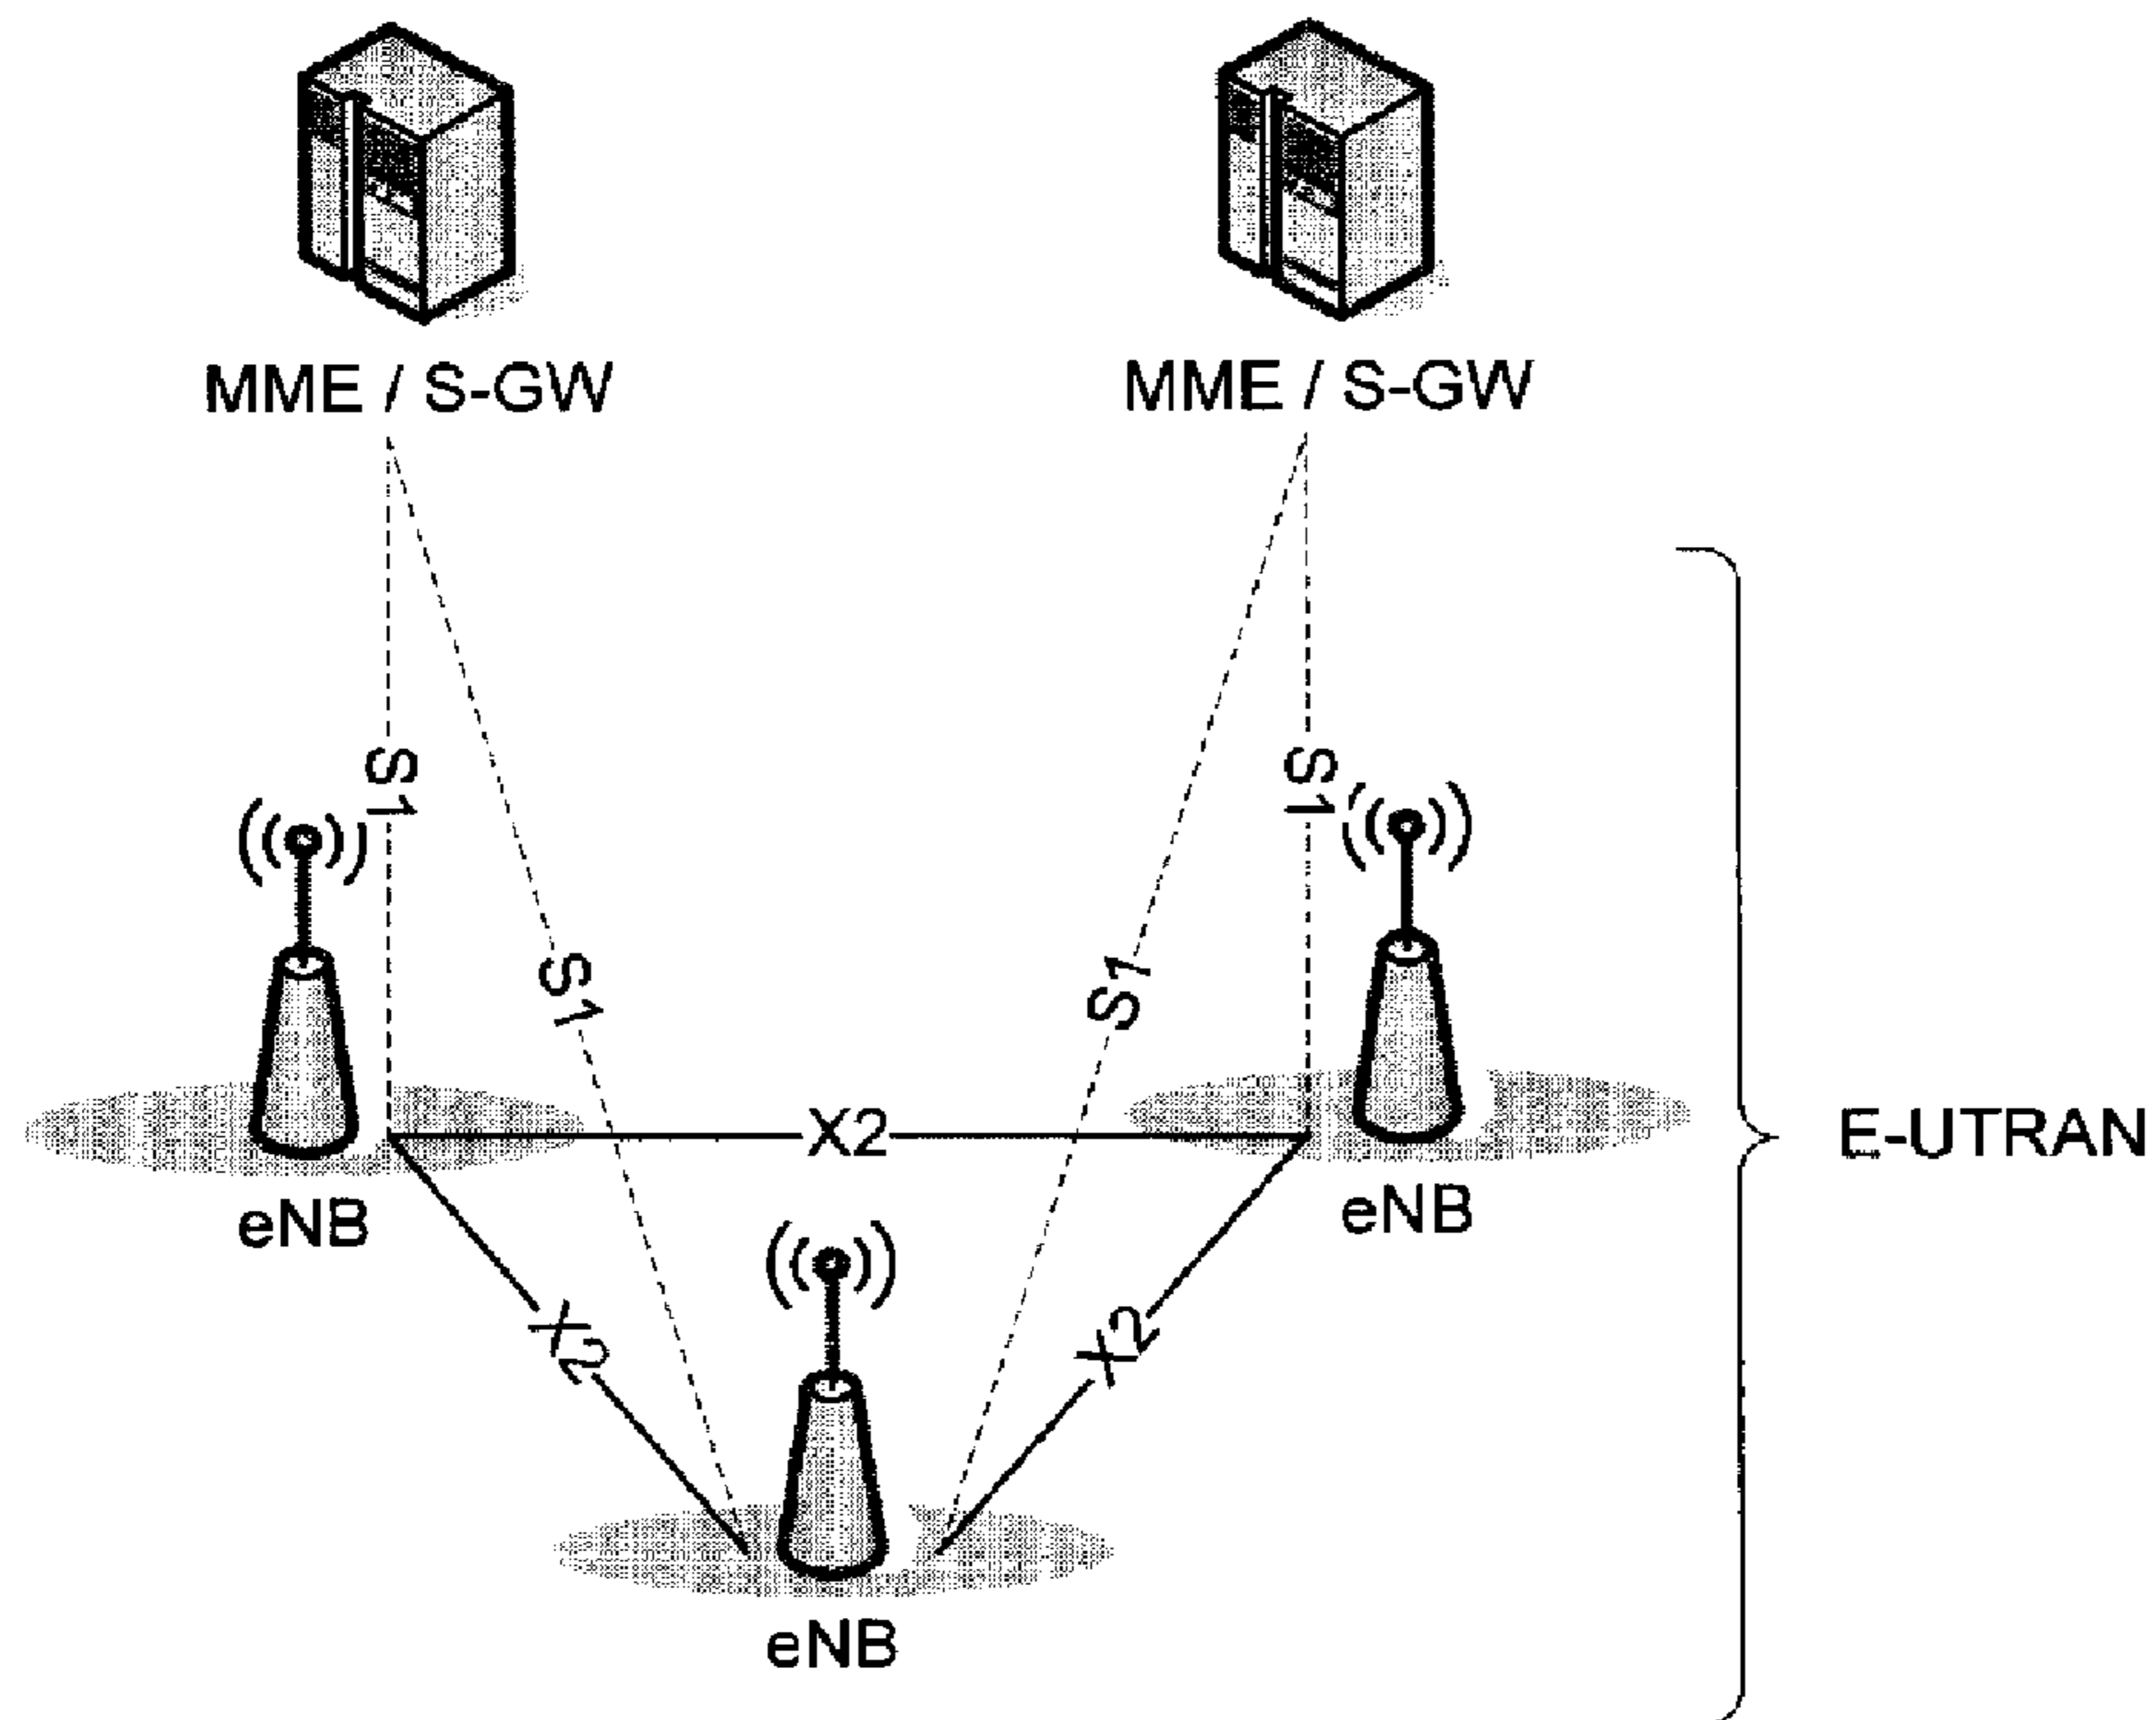 MME / S-GW
MME / S-GW
S1
S1
S1
S1
X2
E-UTRAN
eNB
eNB
X2
X2
eNB